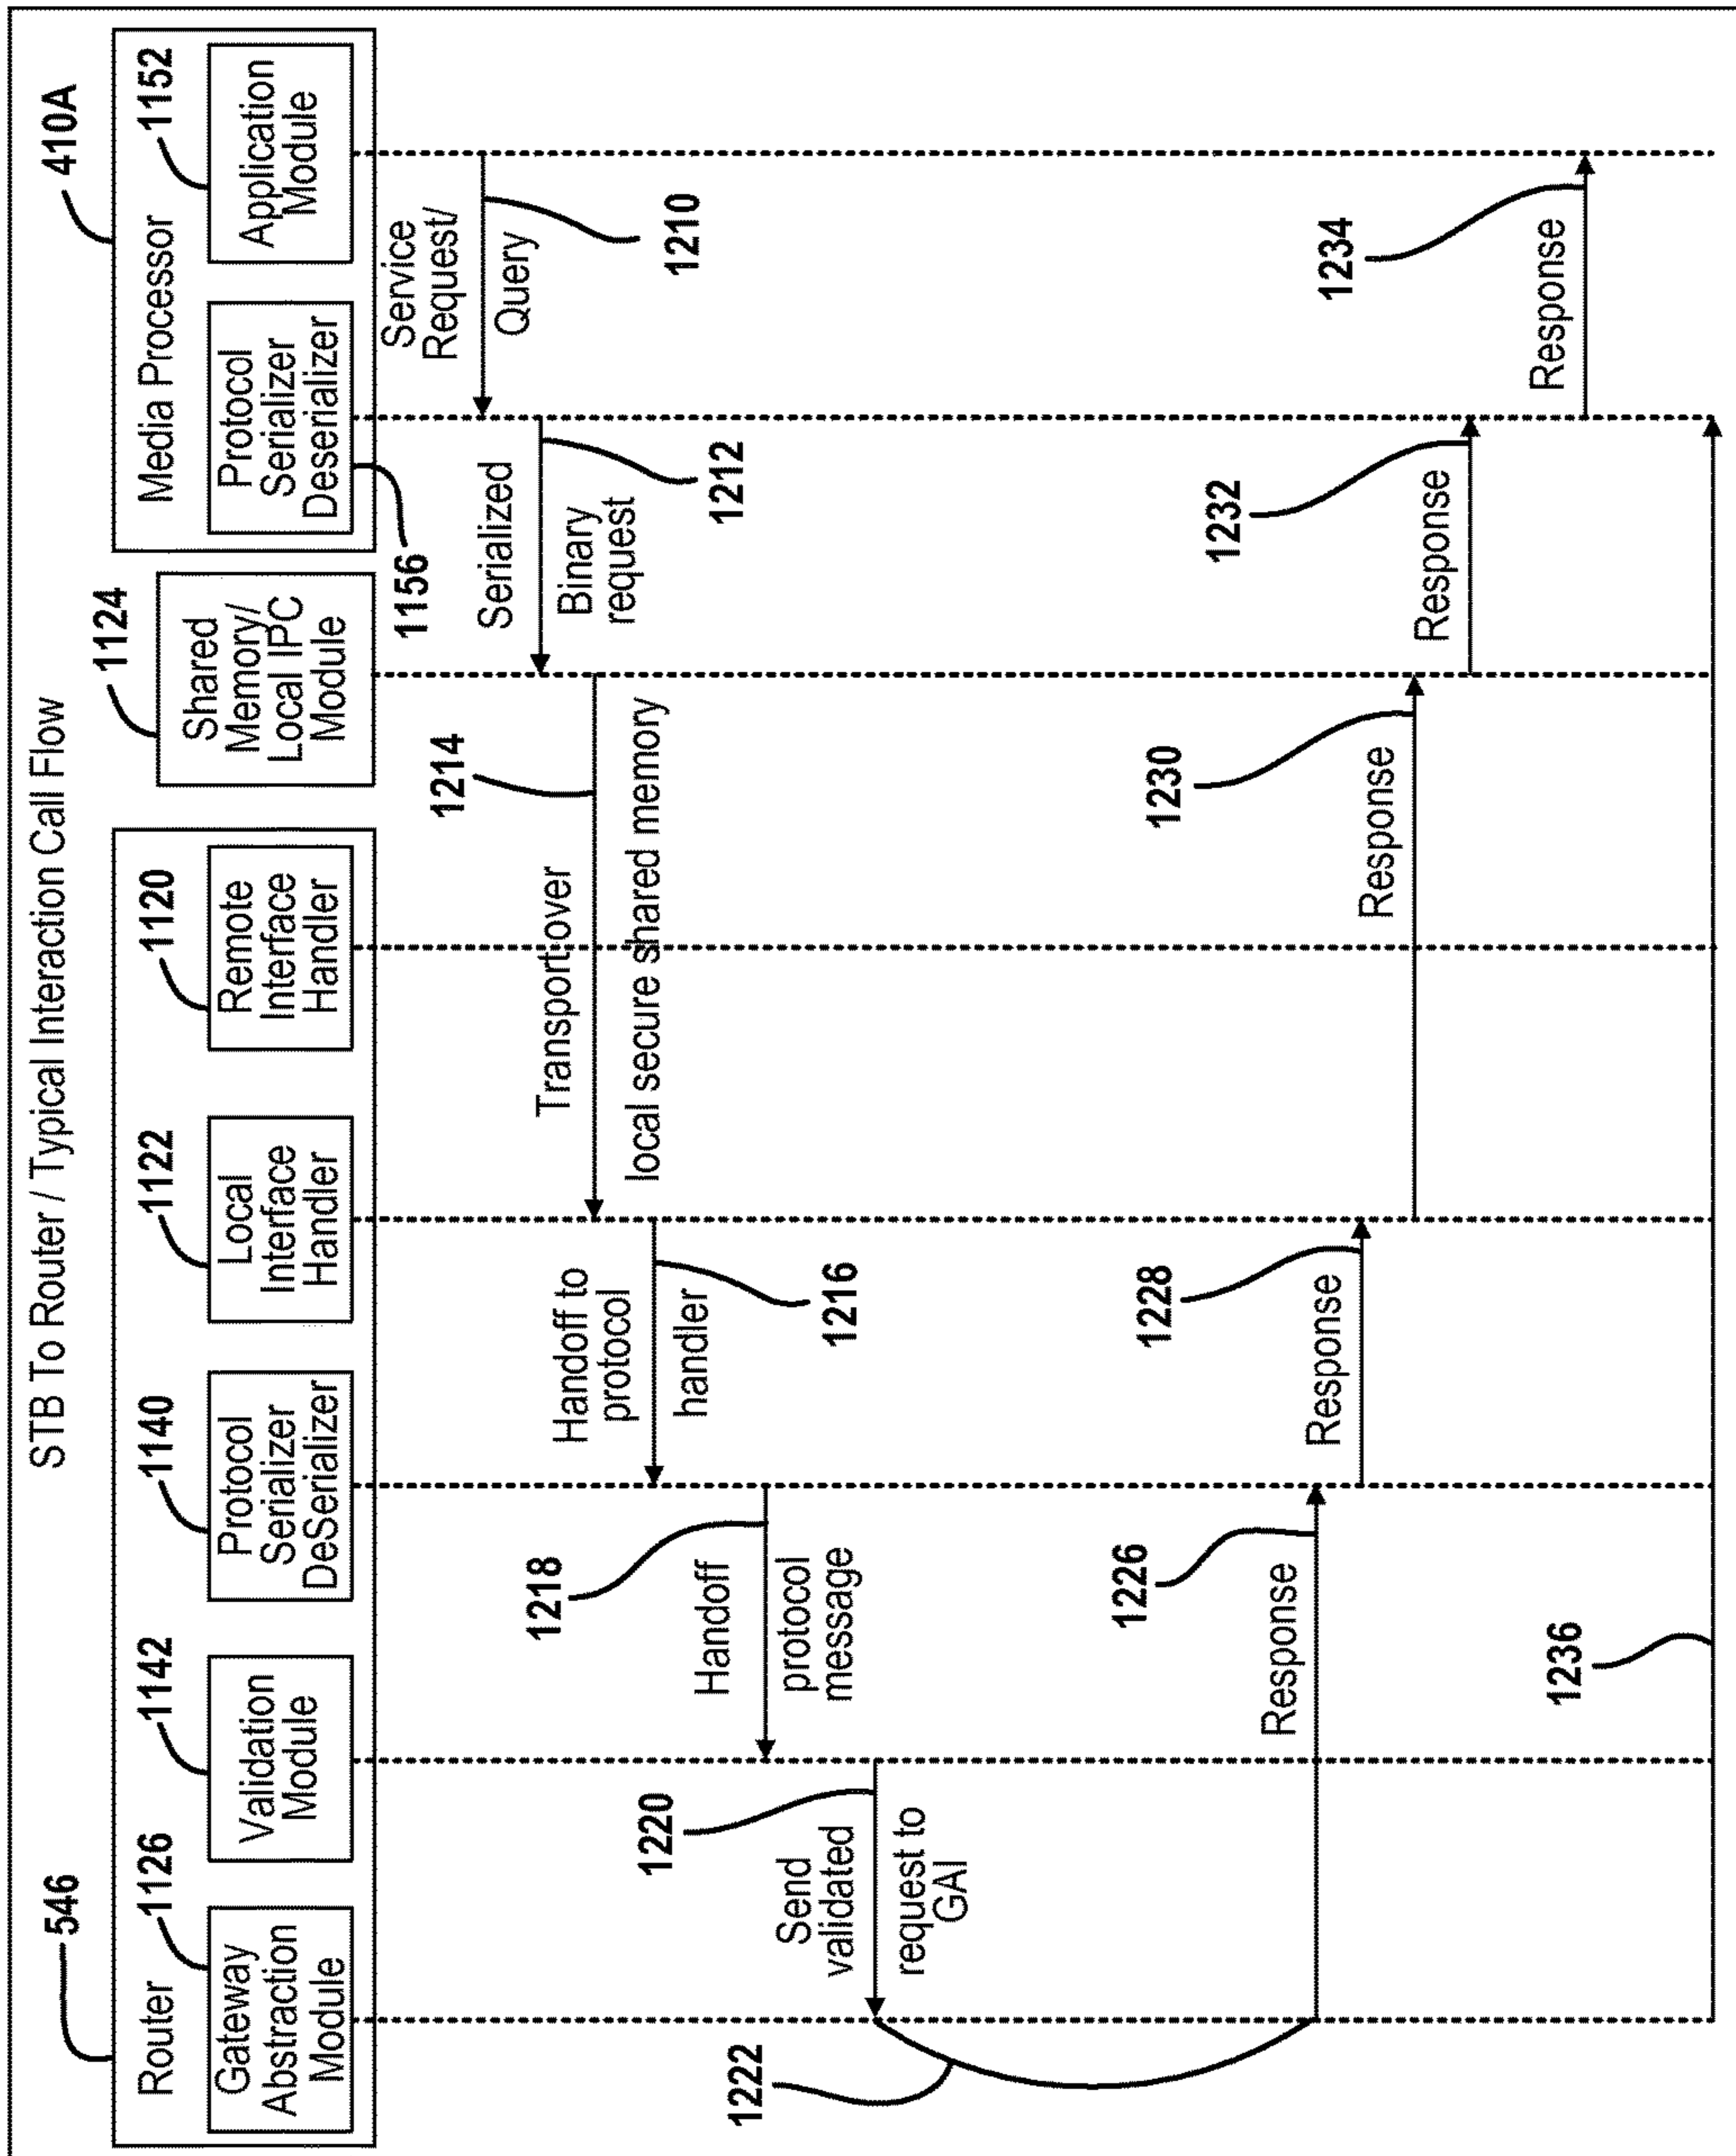 STB To Router / Typical Interaction Call Flow
546
Router
1126
Gateway
Abstraction
Module
1142
Validation
Module
1140
Protocol
Serializer
DeSerializer
1122
Local
Interface
Handler
1120
Remote
Interface
Handler
1124
Shared
Memory/
Local IPC
Module
410A
Media Processor
1156
Protocol
Serializer
Deserializer
1152
Application
Module
Service
Request/
Query
1210
Serialized
Binary
request
1212
1214
Transport over
local secure shared memory
Handoff to
protocol
handler
1216
1218
Handoff
protocol
message
1220
Send
validated
request to
GAI
1222
1226
Response
1228
Response
1230
Response
1232
Response
1234
Response
1236